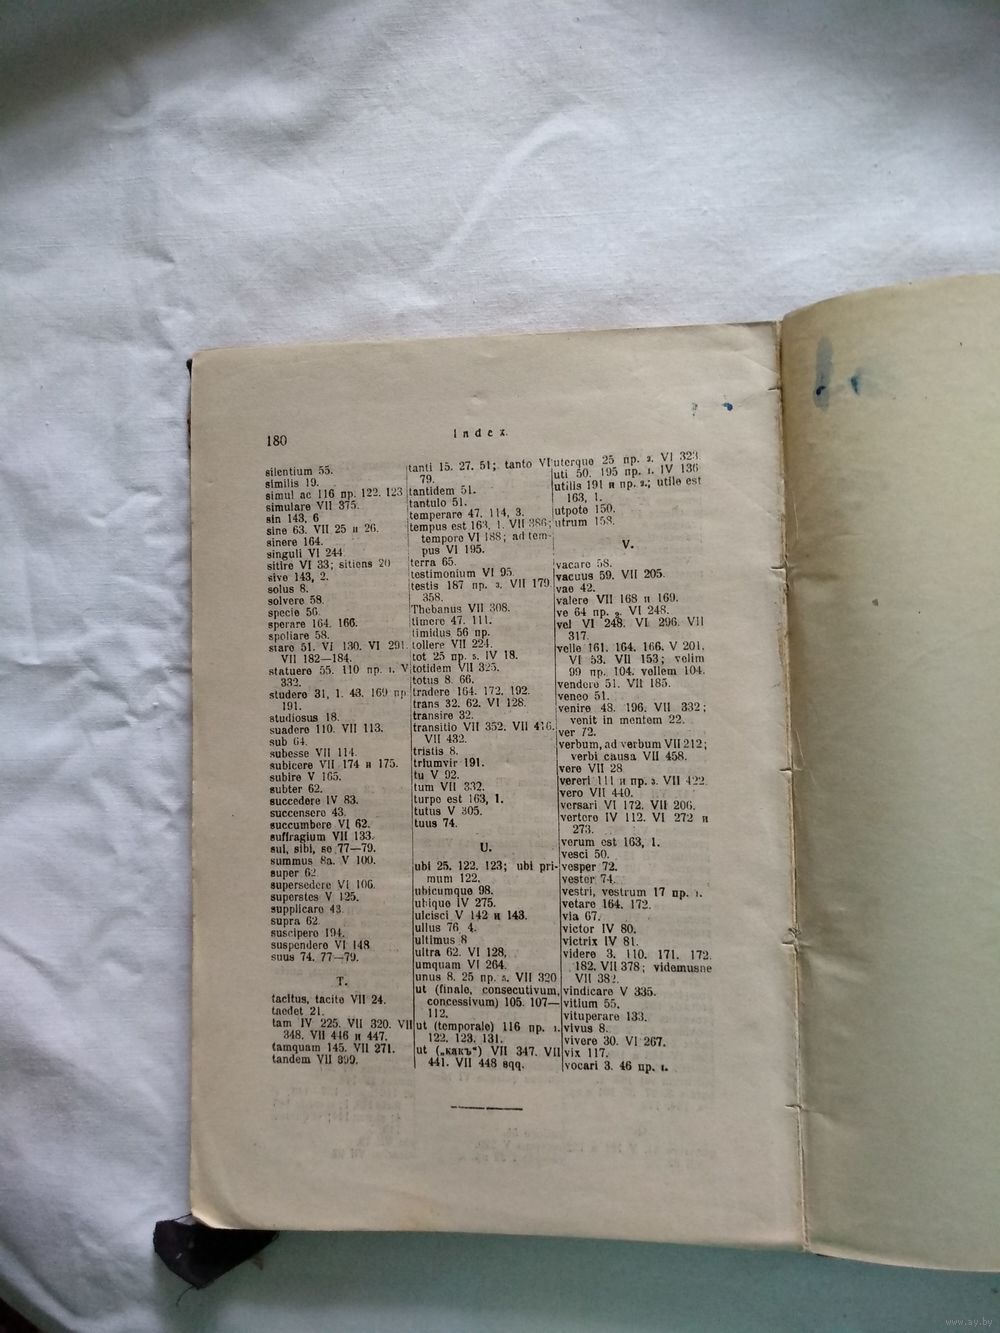 180
Index.
silentium 55.
similis 19.
simul ac 116 пр. 122. 123
simulare VII 375.
sin 143, 6
sine 63. VII 25 и 26.
sinere 164.
singuli VI 244
sitire VI 33; sitiens 20
sive 143, 2.
solus 8.
solvere 58.
specie 56.
sperare 164. 166.
spoliare 58.
stare 51. VI 130. VI 291.
VII 182—184.
statuere 55. 110 пр. 1. V
332.
studere 31, 1. 43. 169 пр
191.
studiosus 18.
suadere 110. VII 113.
sub 64.
subesse VII 114.
subicere VII 174 и 175.
subire V 165.
subter 62.
succedere IV 83.
succensere 43.
succumbere VI 62.
suffragium VII 133.
sui, sibi, se 77—79.
summus 8a. V 100.
super 62
supersedere VI 106.
superstes V 125.
supplicare 43
supra 62
suscipere 194.
suspendere VI 148
suus 74. 77—79.
T.
tacitus, tacite VII 24.
taedet 21.
tam IV 225. VII 320. VII
348. VII 446 и 447.
tamquam 145. VII 271.
tandem VII 399.
tanti 15. 27. 51; tanto VI
79.
tantidem 51.
tantulo 51.
temperare 47. 114, 3.
tempus est 163, 1. VII 386;
tempore VI 188; ad tem-
pus VI 195.
terra 65.
testimonium VI 95
testis 187 пр. 3. VII 179
358.
Thebanus VII 308.
timere 47. 111.
timidus 56 пр.
tollere VII 224.
tot 25 пр. 5. IV 18.
totidem VII 325.
totus 8. 66.
tradere 164. 172. 192.
trans 32. 62. VI 128.
transire 32.
transitio VII 352. VII 416.
VII 432.
tristis 8.
triumvir 191.
tu V 92.
tum VII 332.
turpe est 163, 1.
tutus V 305.
tuus 74.
U.
ubi 25. 122. 123; ubi pri-
mum 122.
ubicumque 98.
ubique IV 275.
ulcisci V 142 и 143.
ullus 76 4.
ultimus 8
ultra 62. VI 128,
umquam VI 264.
unus 8. 25 пр. 5. VII 320
ut (finale, consecutivum,
concessivum) 105. 107—
112.
ut (temporale) 116 пр. 1.
122. 123. 131.
ut („какъ“) VII 347. VII
441. VII 448 sqq.
uterque 25 пр. 2. VI 323
uti 50. 195 пр. 1. IV 136
utilis 191 и пр. 2.; utile est
163, 1.
utpote 150.
utrum 158.
V.
vacare 58.
vacuus 59. VII 205.
vae 42.
valere VII 168 и 169.
ve 64 пр. 2. VI 248.
vel VI 248. VI 296. VII
317.
velle 161. 164. 166. V 201.
VI 53. VII 153; velim
99 пр. 104. vellem 104.
vendere 51. VII 185.
veneo 51.
venire 48. 196. VII 332;
venit in mentem 22.
ver 72.
verbum, ad verbum VII 212;
verbi causa VII 458.
vere VII 28
vereri 111 и пр. 3. VII 422
vero VII 440.
versari VI 172. VII 206.
vertere IV 112. VI 272 и
273.
verum est 163, 1.
vesci 50.
vesper 72.
vester 74.
vestri, vestrum 17 пр. 1.
vetare 164. 172.
via 67.
victor IV 80.
victrix IV 81.
videre 3. 110. 171. 172.
182. VII 378; videmusne
VII 382.
vindicare V 335.
vitium 55.
vituperare 133.
vivus 8.
vivere 30. VI 267.
vix 117.
vocari 3. 46 пр. 1.
www.ay.by